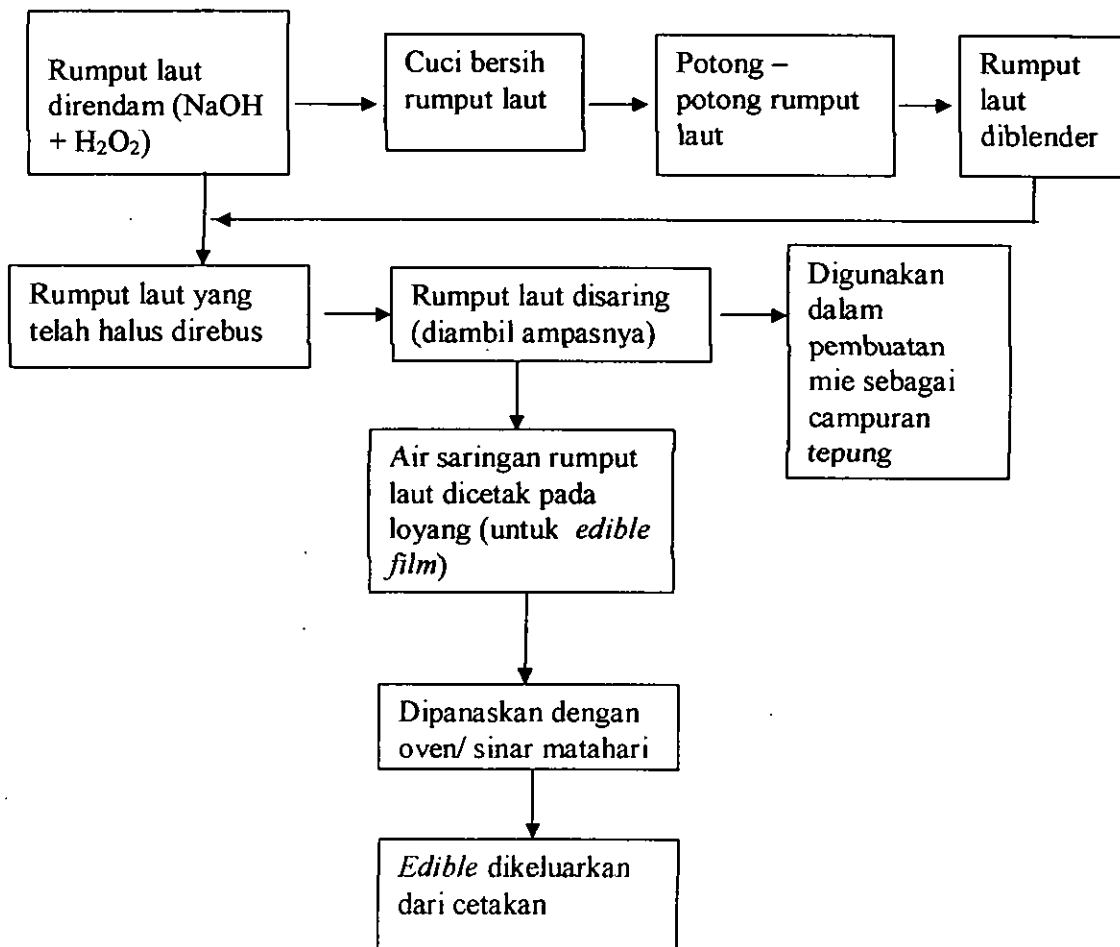 Rumput laut
direndam (NaOH
+ H₂O₂)
Cuci bersih
rumput laut
Potong –
potong rumput
laut
Rumput
laut
diblender
Rumput laut yang
telah halus direbus
Rumput laut disaring
(diambil ampasnya)
Digunakan
dalam
pembuatan
mie sebagai
campuran
tepung
Air saringan rumput
laut dicetak pada
loyang (untuk edible
film)
Dipanaskan dengan
oven/ sinar matahari
Edible dikeluarkan
dari cetakan